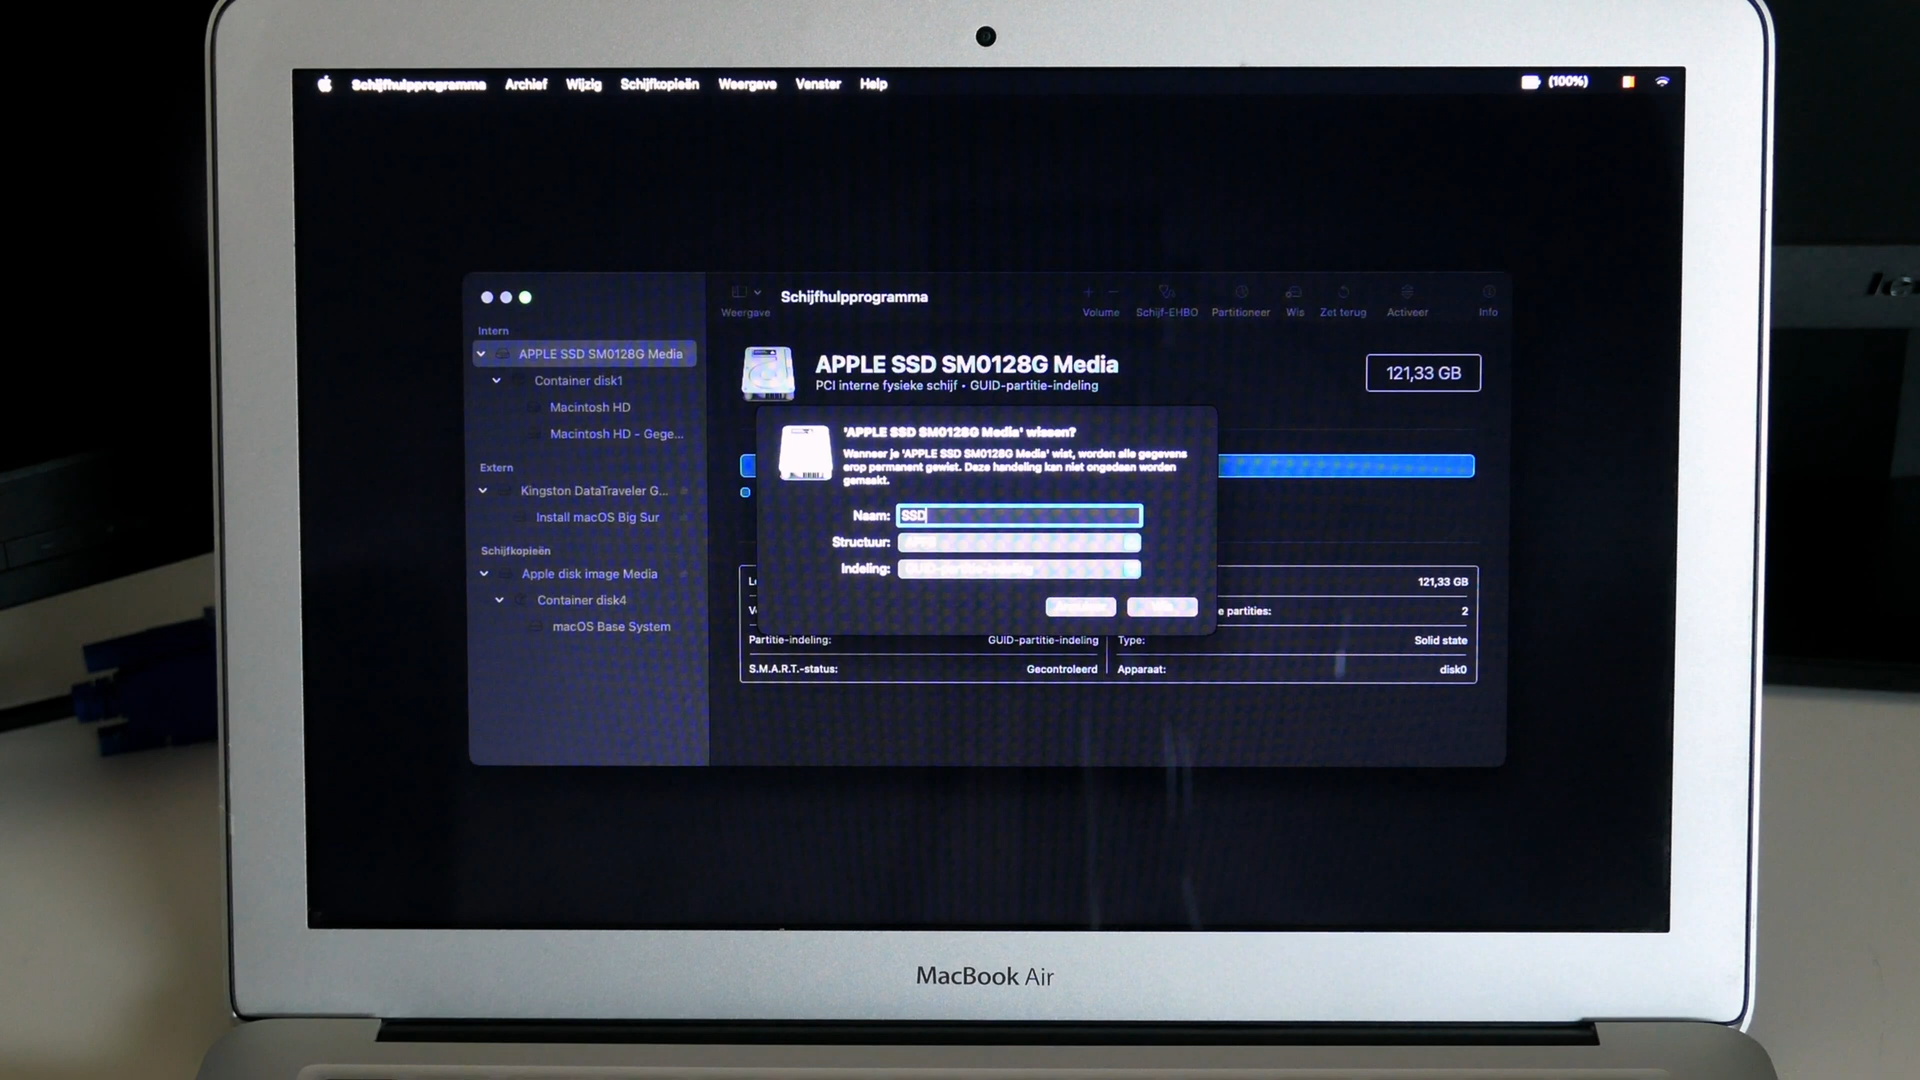 Schijfhulpprogramma Archief Wijzig Schijfkopieën Weergave Venster Help (100%)
Schijfhulpprogramma
Weergave
Volume Schijf-EHBO Partitioneer Wis Zet terug Activeer Info
Intern
APPLE SSD SM0128G Media
Container disk1
Macintosh HD
Macintosh HD - Gege...
Extern
Kingston DataTraveler G...
Install macOS Big Sur
Schijfkopieën
Apple disk image Media
Container disk4
macOS Base System
APPLE SSD SM0128G Media
PCI interne fysieke schijf • GUID-partitie-indeling
121,33 GB
'APPLE SSD SM0128G Media' wissen?
Wanneer je 'APPLE SSD SM0128G Media' wist, worden alle gegevens
erop permanent gewist. Deze handeling kan niet ongedaan worden
gemaakt.
Naam: SSD
Structuur: APFS
Indeling: GUID-partitie-indeling
121,33 GB
e partities: 2
Partitie-indeling: GUID-partitie-indeling
Type: Solid state
S.M.A.R.T.-status: Gecontroleerd
Apparaat: disk0
MacBook Air